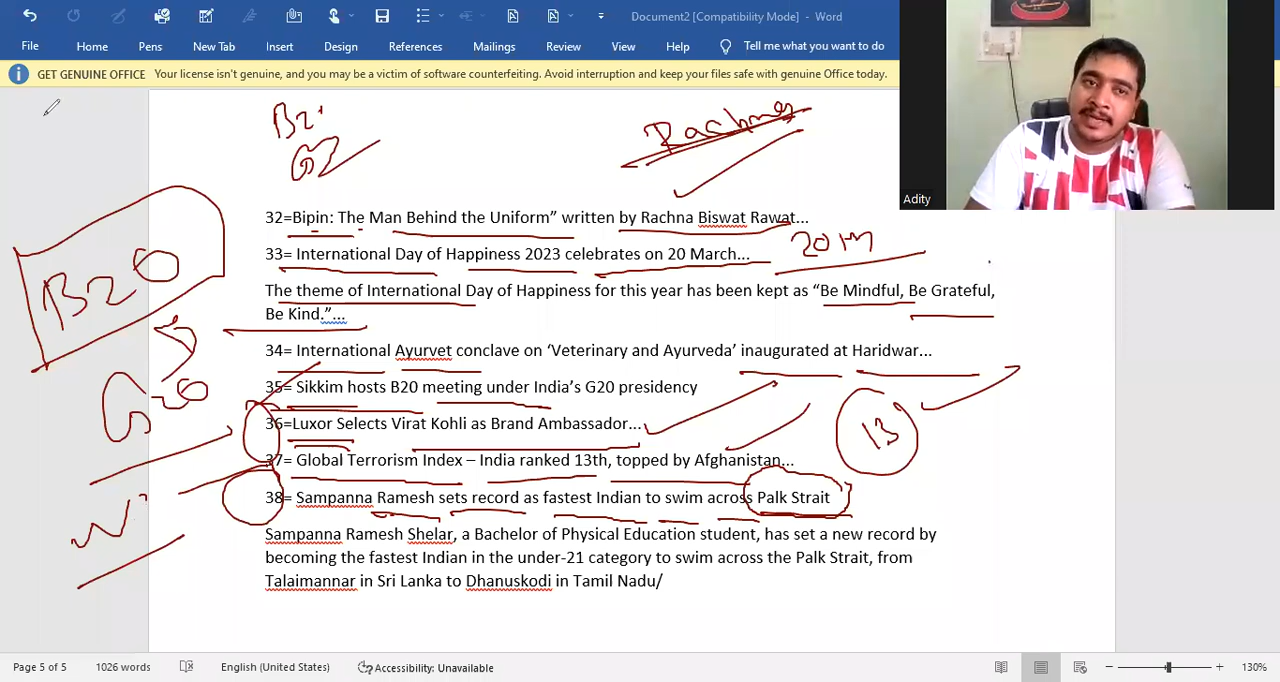 Document2 [Compatibility Mode] - Word
File Home Pens New Tab Insert Design References Mailings Review View Help Tell me what you want to do
GET GENUINE OFFICE Your license isn't genuine, and you may be a victim of software counterfeiting. Avoid interruption and keep your files safe with genuine Office today.
Adity
32=Bipin: The Man Behind the Uniform” written by Rachna Biswat Rawat...
33= International Day of Happiness 2023 celebrates on 20 March...
20 M
The theme of International Day of Happiness for this year has been kept as “Be Mindful, Be Grateful,
Be Kind.”...
B20
34= International Ayurvet conclave on ‘Veterinary and Ayurveda’ inaugurated at Haridwar...
35= Sikkim hosts B20 meeting under India’s G20 presidency
G20
36=Luxor Selects Virat Kohli as Brand Ambassador...
13
37= Global Terrorism Index – India ranked 13th, topped by Afghanistan...
38= Sampanna Ramesh sets record as fastest Indian to swim across Palk Strait
Sampanna Ramesh Shelar, a Bachelor of Physical Education student, has set a new record by
becoming the fastest Indian in the under-21 category to swim across the Palk Strait, from
Talaimannar in Sri Lanka to Dhanuskodi in Tamil Nadu/
Page 5 of 5 1026 words English (United States) Accessibility: Unavailable 130%